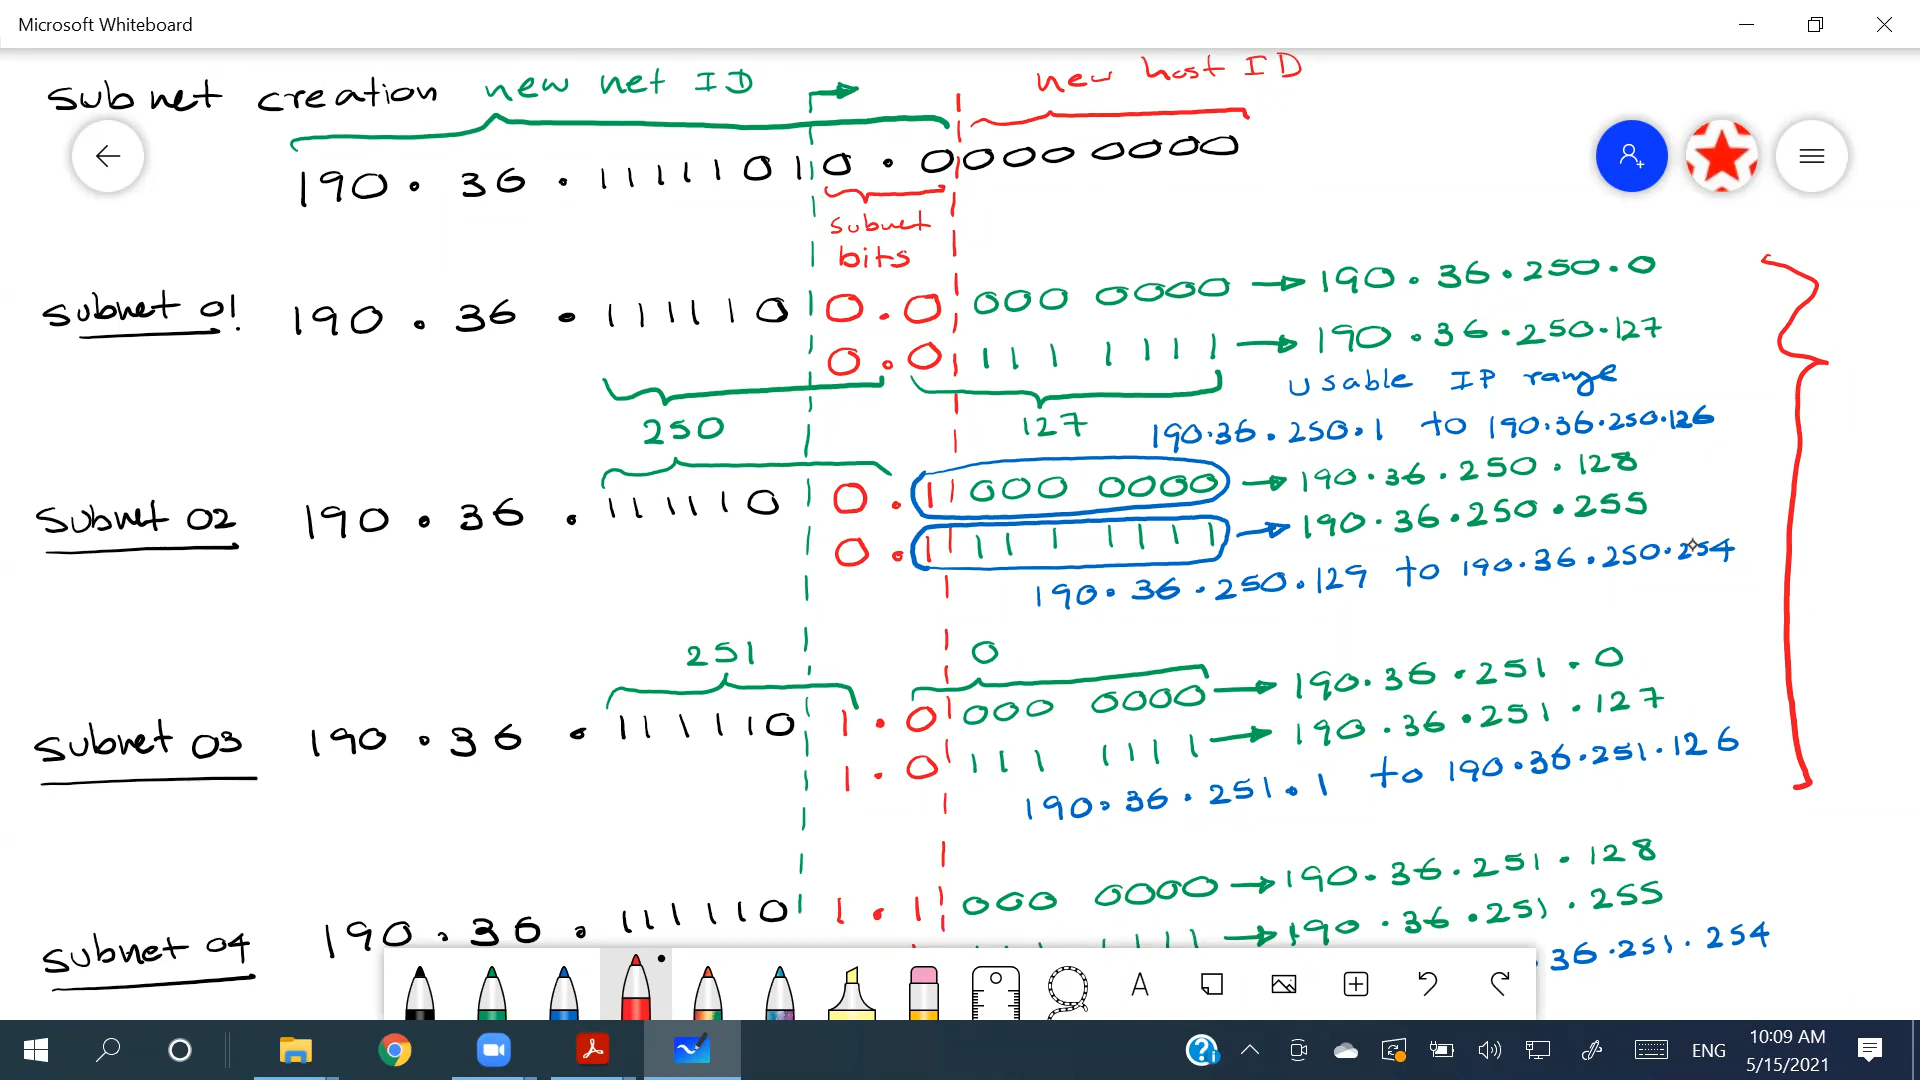 Microsoft Whiteboard
subnet creation new net ID new host ID
190 . 36 . 11111010 . 0000 0000
subnet
bits
Subnet 01! 190 . 36 . 111110 0.0 000 0000 → 190.36.250.0
0.0 111 1111 → 190.36.250.127
usable IP range
250 127 190.36.250.1 to 190.36.250.126
Subnet 02 190 . 36 . 111110 0.1 000 0000 → 190.36.250.128
0.1 111 1111 → 190.36.250.255
190.36.250.129 to 190.36.250.254
251 0
Subnet 03 190 . 36 . 111110 1.0 000 0000 → 190.36.251.0
1.0 111 1111 → 190.36.251.127
190.36.251.1 to 190.36.251.126
Subnet 04 190 . 36 . 111110 1.1 000 0000 → 190.36.251.128
→ 190.36.251.255
36.251.254
A
ENG
10:09 AM
5/15/2021